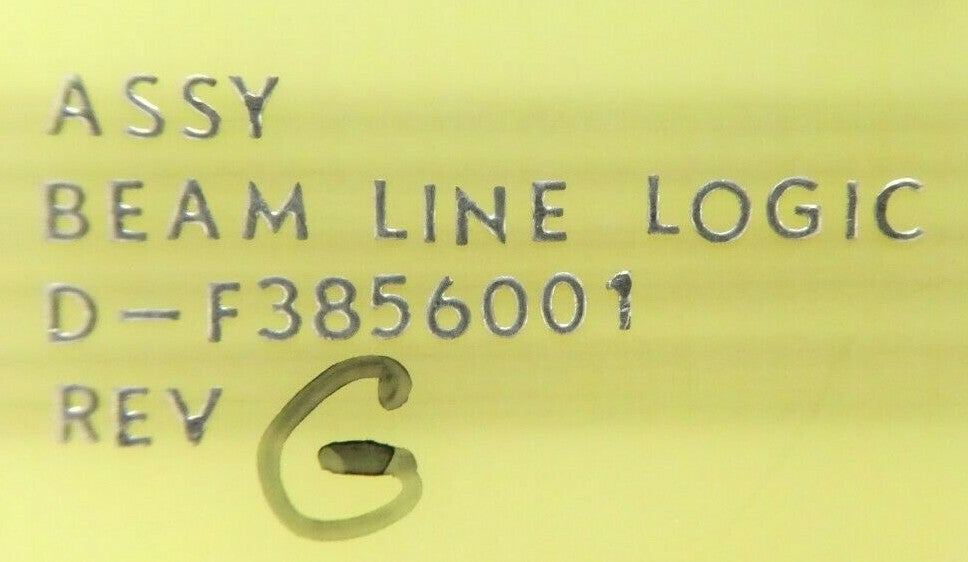 ASSY
BEAM LINE LOGIC
D-F3856001
REV G